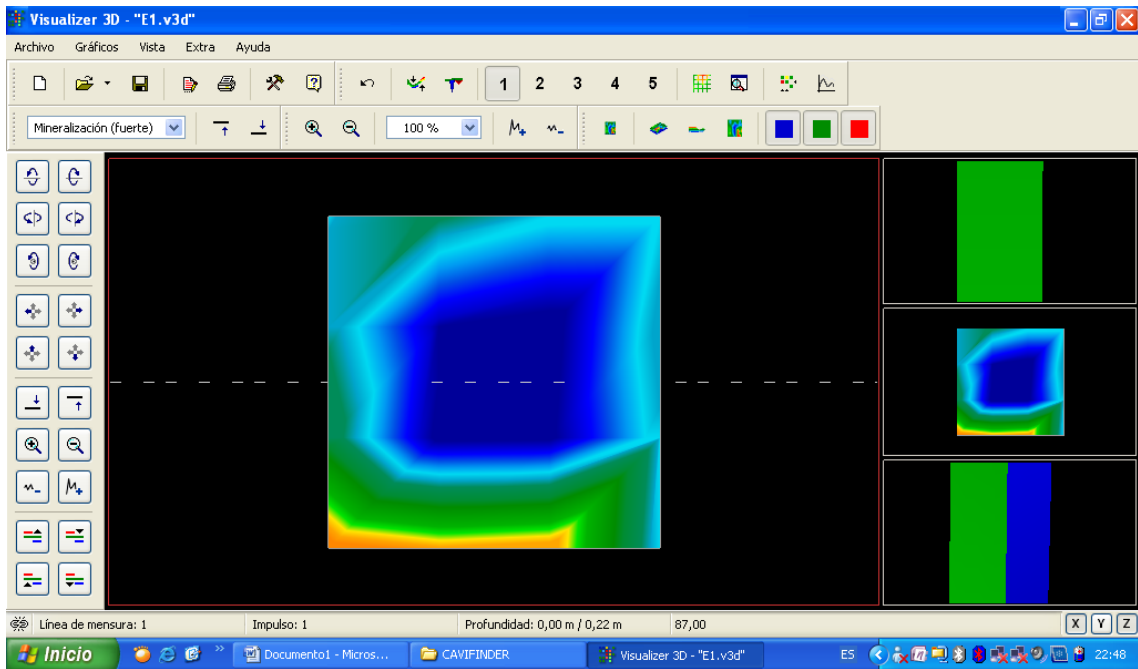 Visualizer 3D - "E1.v3d"
Archivo Gráficos Vista Extra Ayuda
1 2 3 4 5
Mineralización (fuerte) 100 %
Línea de mensura: 1 Impulso: 1 Profundidad: 0,00 m / 0,22 m 87,00 X Y Z
Inicio Documento1 - Micros... CAVIFINDER Visualizer 3D - "E1.v3d" ES 22:48